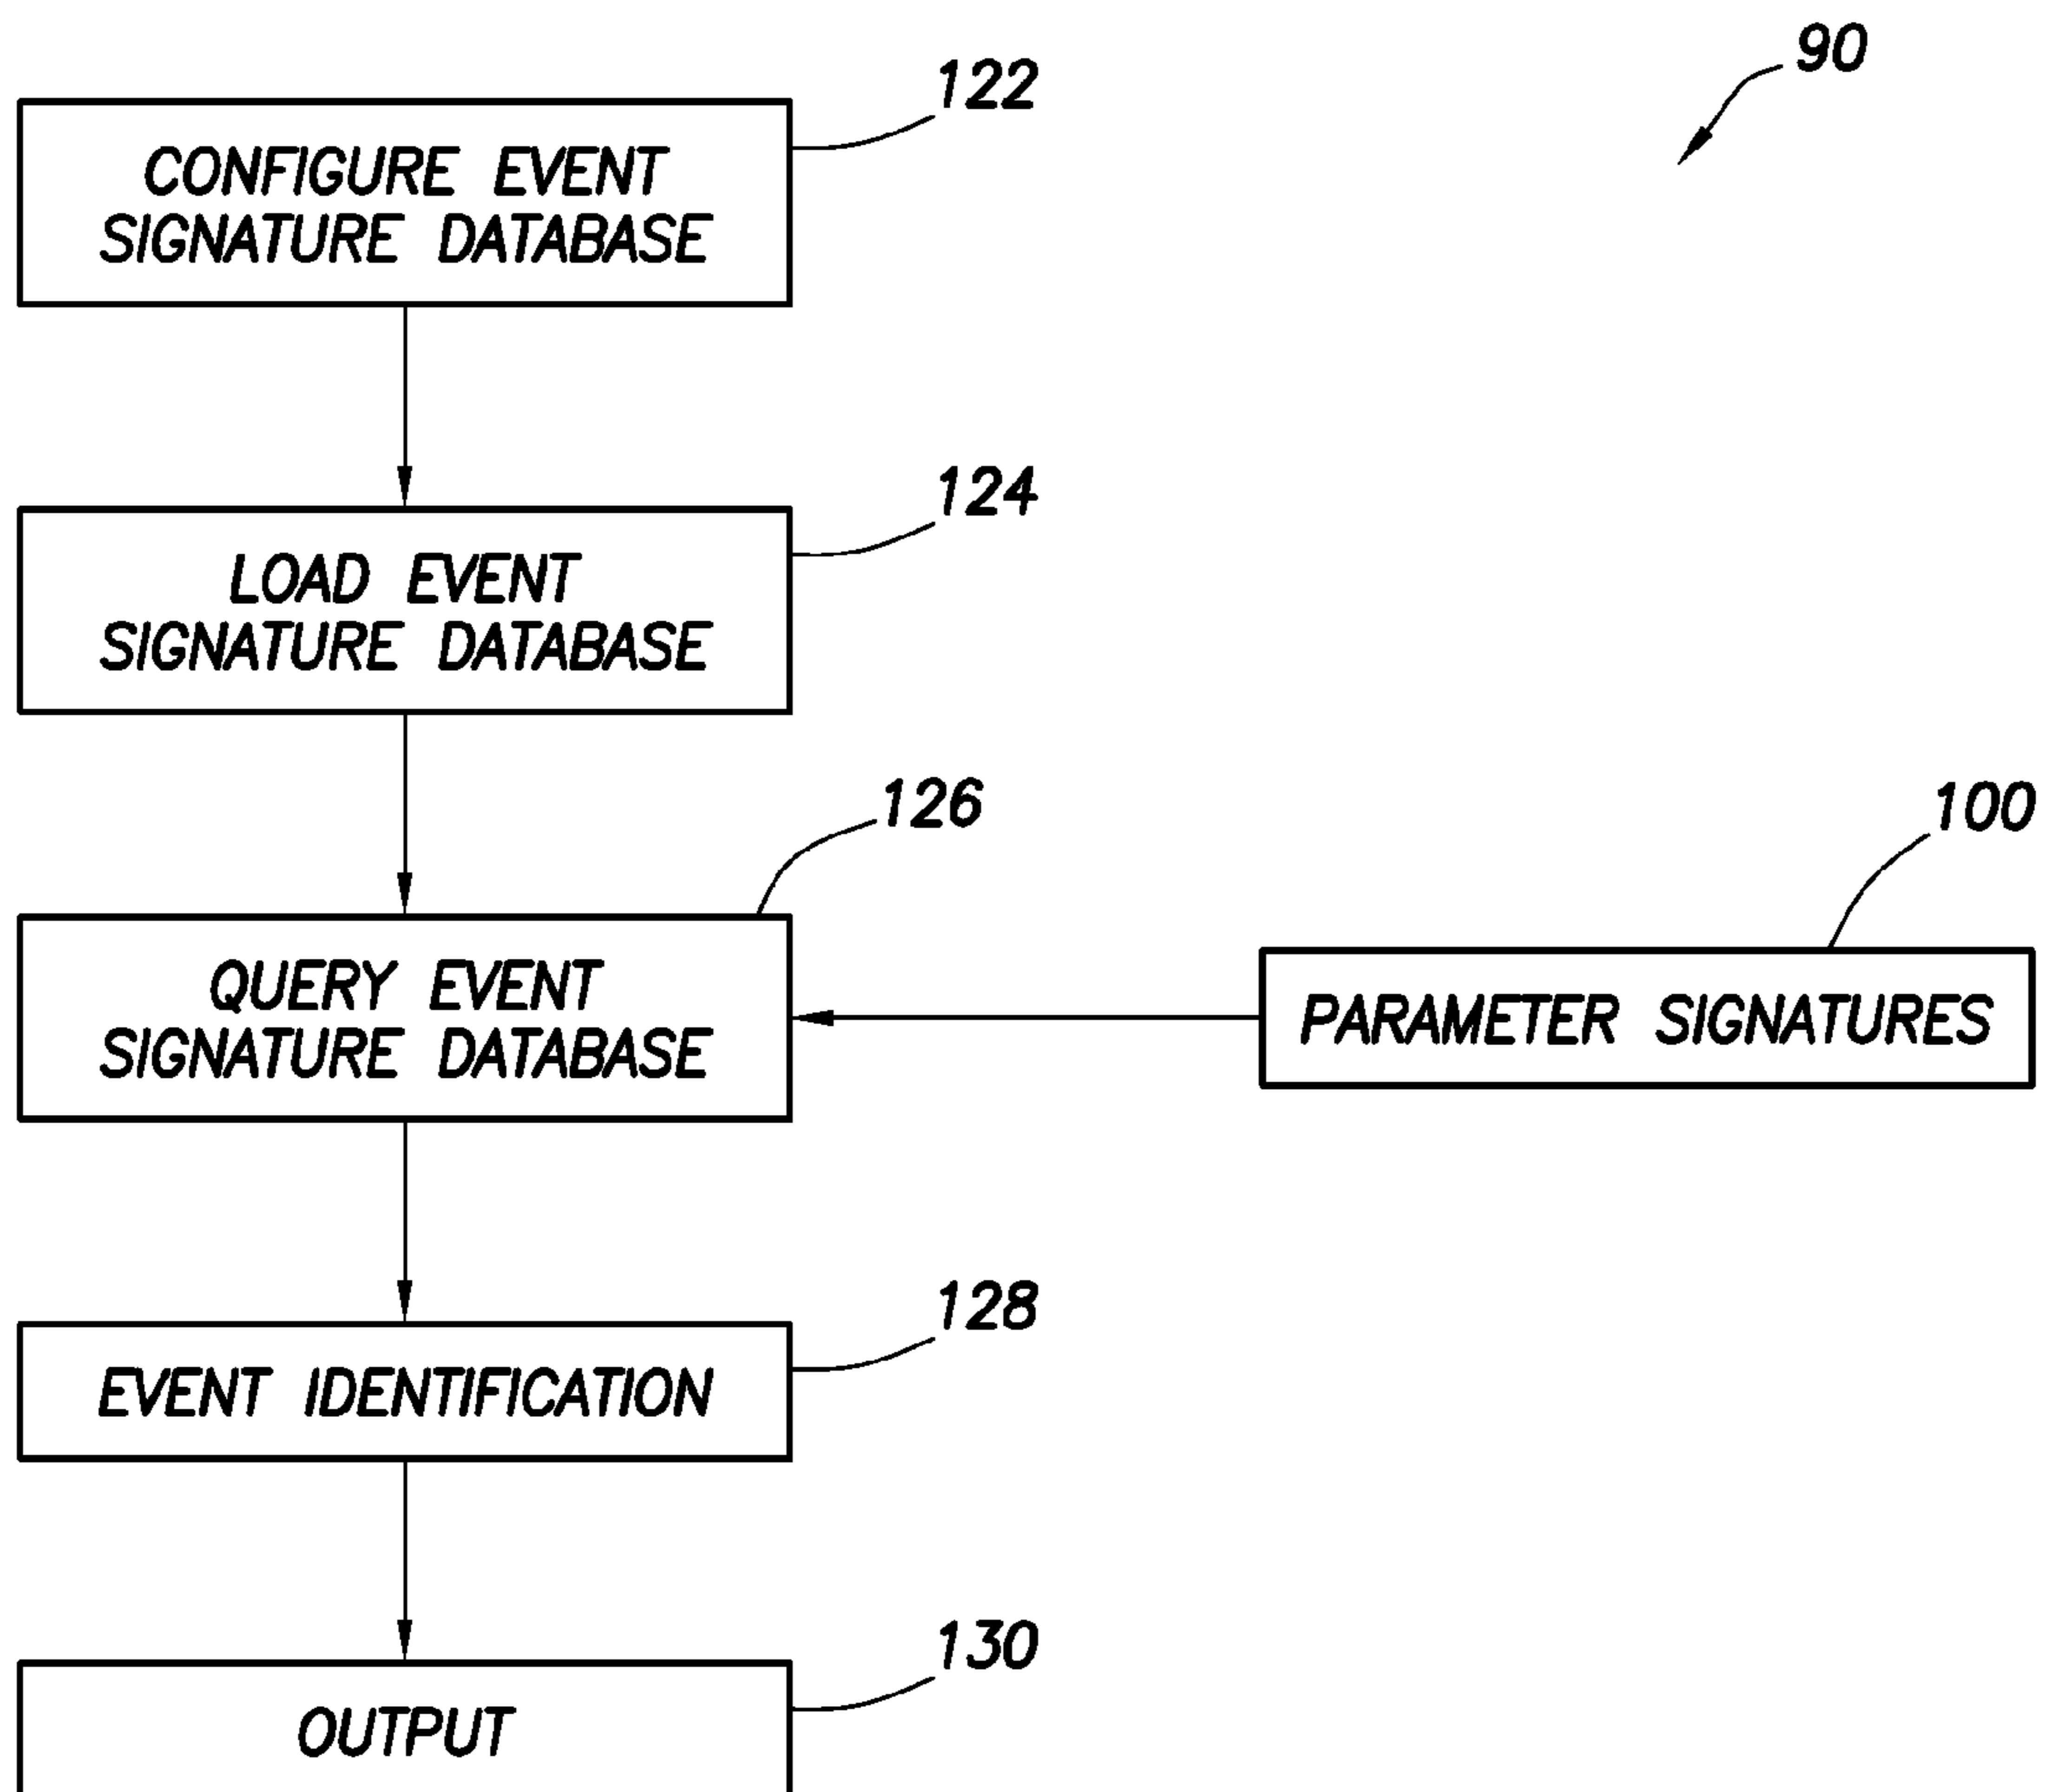 90
122
CONFIGURE EVENT
SIGNATURE DATABASE
124
LOAD EVENT
SIGNATURE DATABASE
126
QUERY EVENT
SIGNATURE DATABASE
100
PARAMETER SIGNATURES
128
EVENT IDENTIFICATION
130
OUTPUT